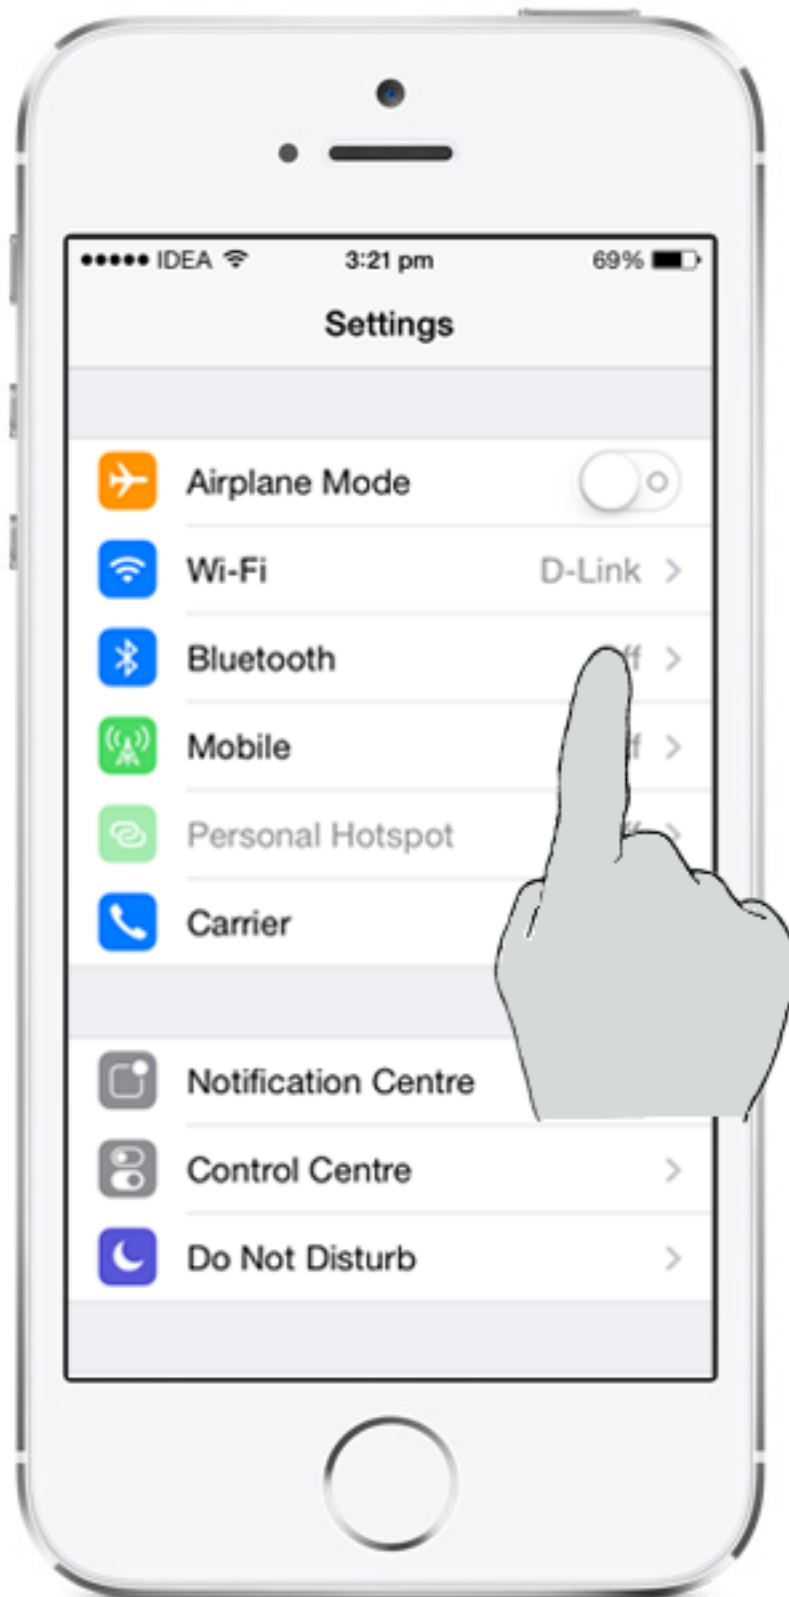 IDEA 3:21 pm 69%
Settings
Airplane Mode
Wi-Fi D-Link
Bluetooth
Mobile
Personal Hotspot
Carrier
Notification Centre
Control Centre
Do Not Disturb